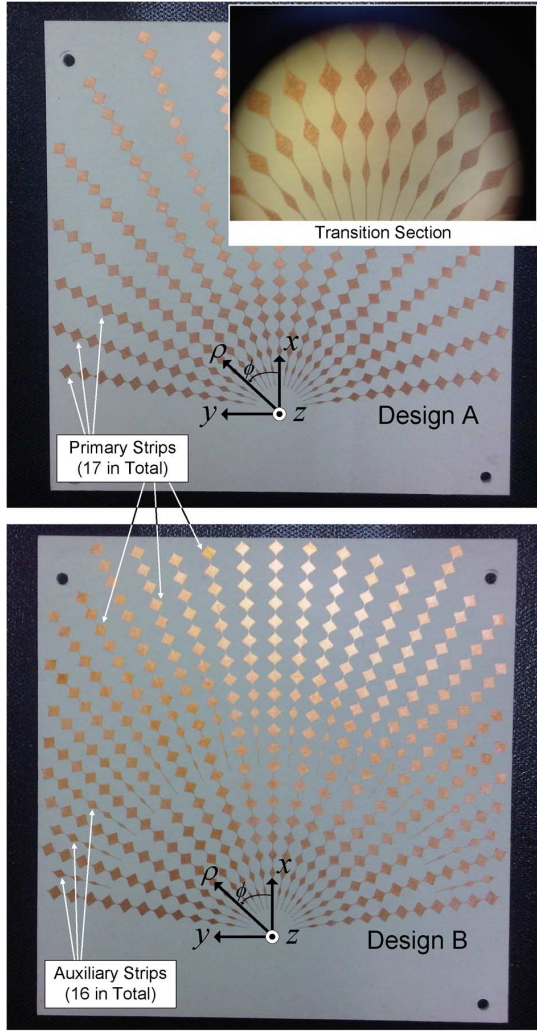 Transition Section
ρ
ϕ
x
y
z
Design A
Primary Strips
(17 in Total)
ρ
ϕ
x
y
z
Design B
Auxiliary Strips
(16 in Total)